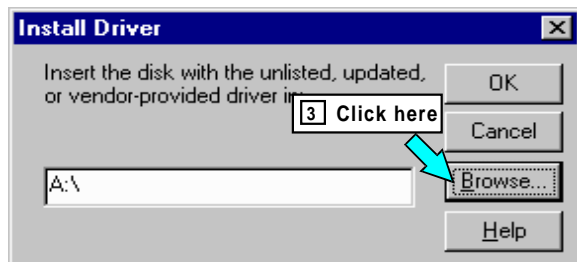 Install Driver
Insert the disk with the unlisted, updated,
or vendor-provided driver in:
OK
3 Click here
Cancel
A:\
Browse...
Help